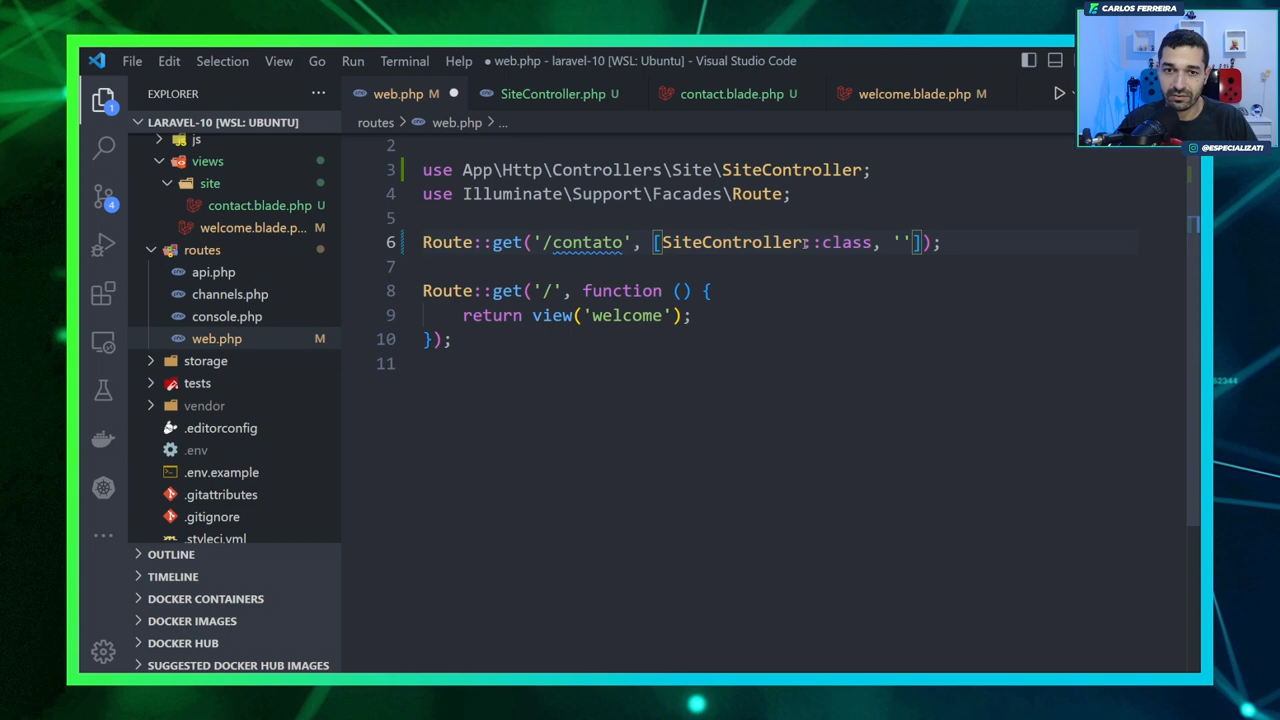 CARLOS FERREIRA
File Edit Selection View Go Run Terminal Help
web.php - laravel-10 [WSL: Ubuntu] - Visual Studio Code
EXPLORER
web.php M
SiteController.php U
contact.blade.php U
welcome.blade.php M
1
LARAVEL-10 [WSL: UBUNTU]
routes > web.php > ...
@ESPECIALIZATI
js
views
site
contact.blade.php U
welcome.blade.p... M
routes
api.php
channels.php
console.php
web.php M
storage
tests
vendor
.editorconfig
.env
.env.example
.gitattributes
.gitignore
.styleci.yml
OUTLINE
TIMELINE
DOCKER CONTAINERS
DOCKER IMAGES
DOCKER HUB
SUGGESTED DOCKER HUB IMAGES
4
2
3 use App\Http\Controllers\Site\SiteController;
4 use Illuminate\Support\Facades\Route;
5
6 Route::get('/contato', [SiteController::class, '']);
7
8 Route::get('/', function () {
9 return view('welcome');
10 });
11